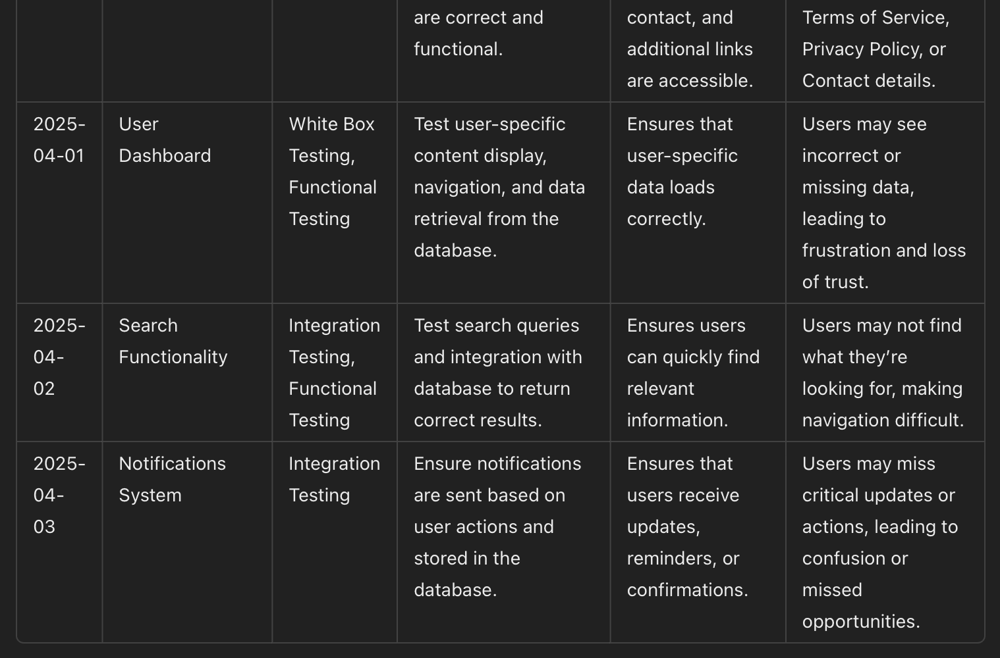 are correct and
functional.
contact, and
additional links
are accessible.
Terms of Service,
Privacy Policy, or
Contact details.
2025-
04-01
User
Dashboard
White Box
Testing,
Functional
Testing
Test user-specific
content display,
navigation, and data
retrieval from the
database.
Ensures that
user-specific
data loads
correctly.
Users may see
incorrect or
missing data,
leading to
frustration and loss
of trust.
2025-
04-
02
Search
Functionality
Integration
Testing,
Functional
Testing
Test search queries
and integration with
database to return
correct results.
Ensures users
can quickly find
relevant
information.
Users may not find
what they’re
looking for, making
navigation difficult.
2025-
04-
03
Notifications
System
Integration
Testing
Ensure notifications
are sent based on
user actions and
stored in the
database.
Ensures that
users receive
updates,
reminders, or
confirmations.
Users may miss
critical updates or
actions, leading to
confusion or
missed
opportunities.